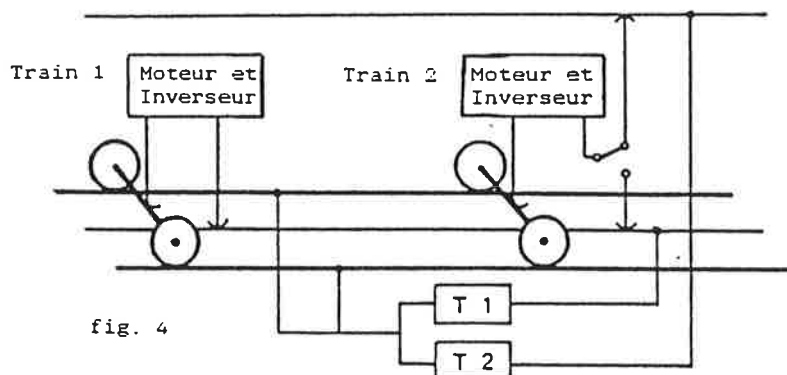 Train 1
Moteur et
Inverseur
Train 2
Moteur et
Inverseur
T 1
T 2
fig. 4